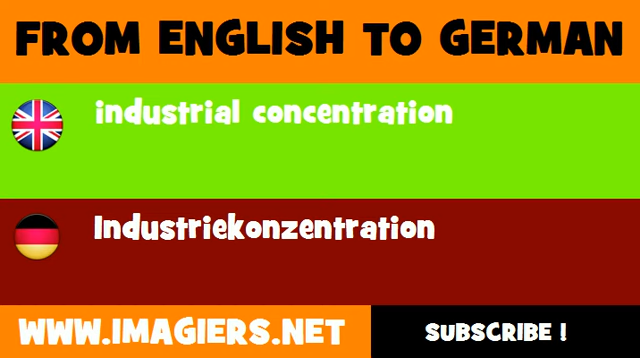 FROM ENGLISH TO GERMAN
industrial concentration
Industriekonzentration
WWW.IMAGIERS.NET
SUBSCRIBE !